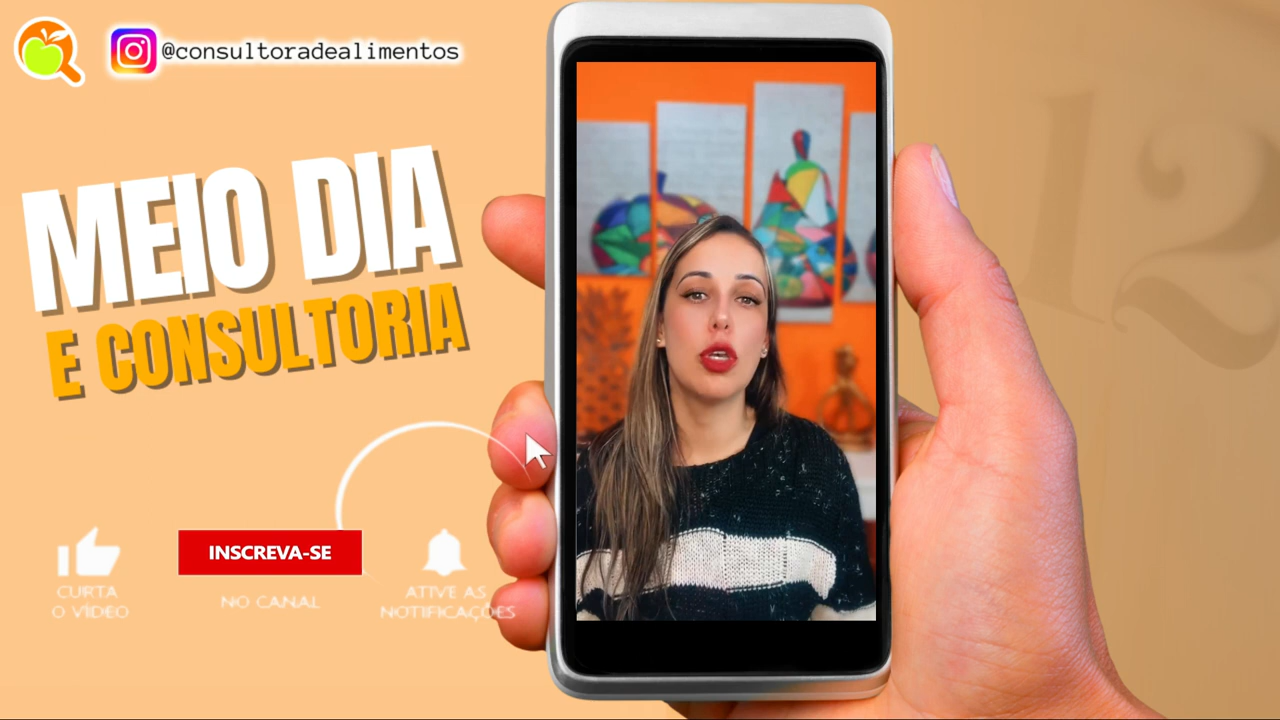 @consultoradealimentos
MEIO DIA
E CONSULTORIA
INSCREVA-SE
CURTA
O VÍDEO
NO CANAL
ATIVE AS
NOTIFICAÇÕES
12